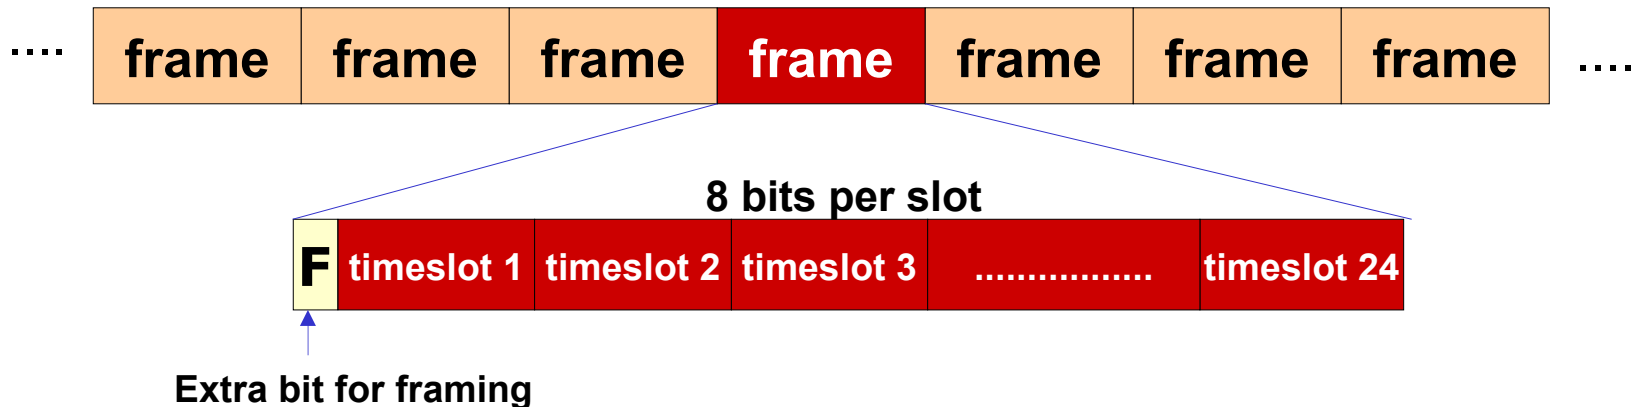 .... frame frame frame frame frame frame frame ....
8 bits per slot
F timeslot 1 timeslot 2 timeslot 3 ................. timeslot 24
Extra bit for framing